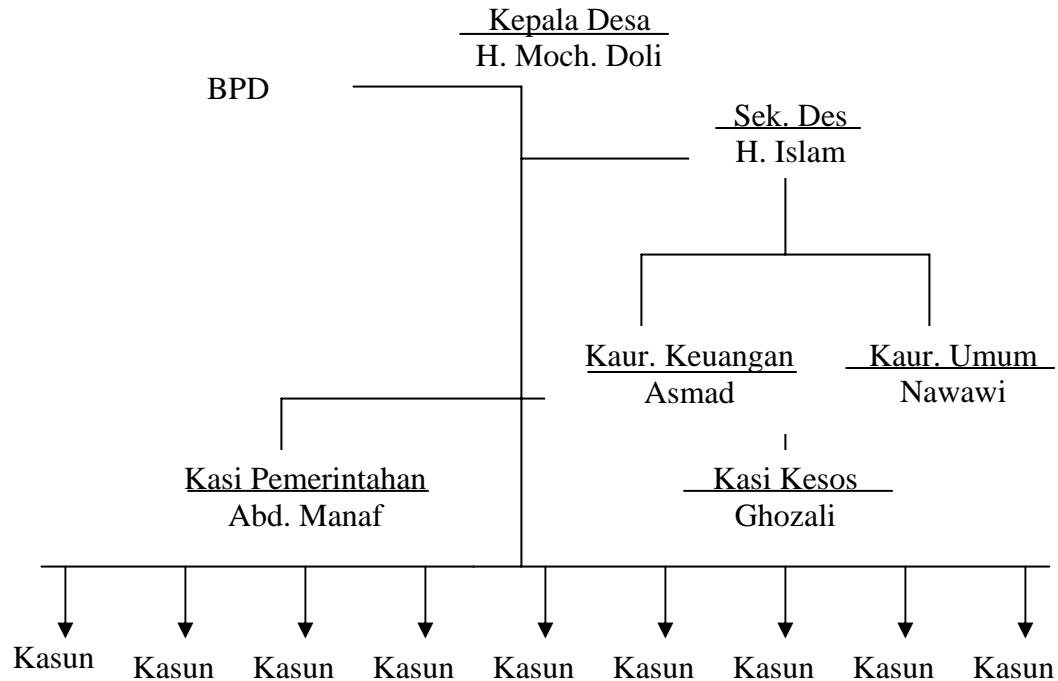 Kepala Desa
H. Moch. Doli
BPD
Sek. Des
H. Islam
Kaur. Keuangan
Asmad
Kaur. Umum
Nawawi
Kasi Pemerintahan
Abd. Manaf
Kasi Kesos
Ghozali
Kasun Kasun Kasun Kasun Kasun Kasun Kasun Kasun Kasun